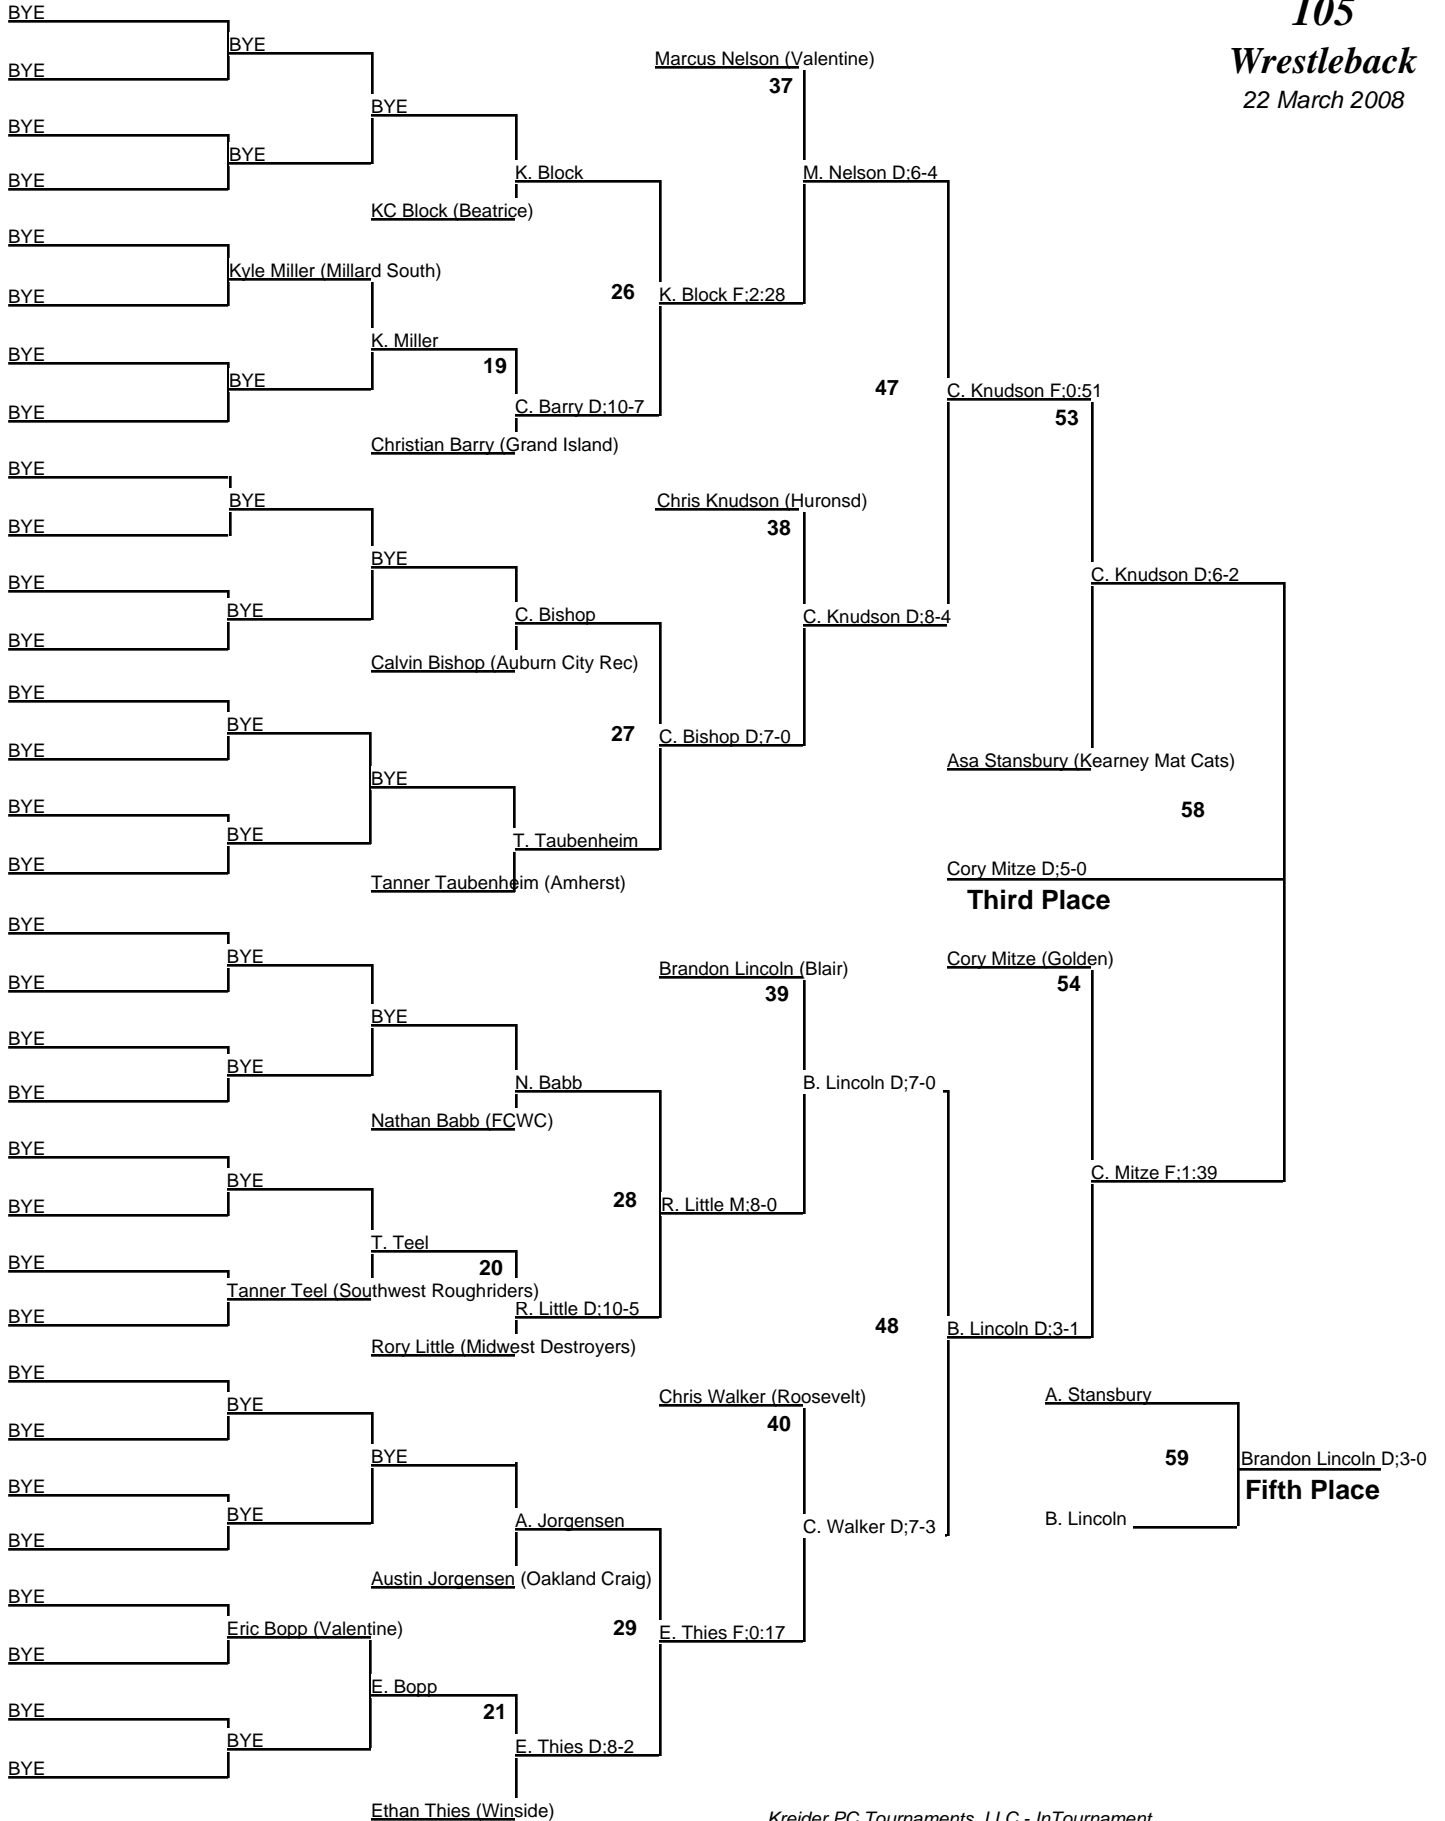 BYE
105
BYE
Marcus Nelson (Valentine)
Wrestleback
BYE
37
22 March 2008
BYE
BYE
BYE
K. Block
M. Nelson D;6-4
BYE
KC Block (Beatrice)
BYE
Kyle Miller (Millard South)
26
K. Block F;2:28
BYE
K. Miller
BYE
19
47
C. Knudson F;0:51
BYE
C. Barry D;10-7
53
BYE
Christian Barry (Grand Island)
BYE
BYE
Chris Knudson (Huronsd)
BYE
38
BYE
C. Knudson D;6-2
BYE
BYE
C. Bishop
C. Knudson D;8-4
BYE
Calvin Bishop (Auburn City Rec)
BYE
BYE
27
C. Bishop D;7-0
BYE
Asa Stansbury (Kearney Mat Cats)
BYE
BYE
58
BYE
T. Taubenheim
BYE
Cory Mitze D;5-0
Tanner Taubenheim (Amherst)
Third Place
BYE
BYE
Brandon Lincoln (Blair)
Cory Mitze (Golden)
BYE
39
54
BYE
BYE
BYE
N. Babb
B. Lincoln D;7-0
BYE
Nathan Babb (FCWC)
BYE
BYE
C. Mitze F;1:39
BYE
28
R. Little M;8-0
T. Teel
BYE
20
Tanner Teel (Southwest Roughriders)
BYE
R. Little D;10-5
48
B. Lincoln D;3-1
Rory Little (Midwest Destroyers)
BYE
BYE
Chris Walker (Roosevelt)
A. Stansbury
BYE
40
BYE
59
Brandon Lincoln D;3-0
BYE
Fifth Place
BYE
A. Jorgensen
C. Walker D;7-3
B. Lincoln
BYE
Austin Jorgensen (Oakland Craig)
BYE
Eric Bopp (Valentine)
29
E. Thies F;0:17
BYE
E. Bopp
BYE
21
BYE
E. Thies D;8-2
BYE
Ethan Thies (Winside)
Kreider PC Tournaments, LLC - InTournament